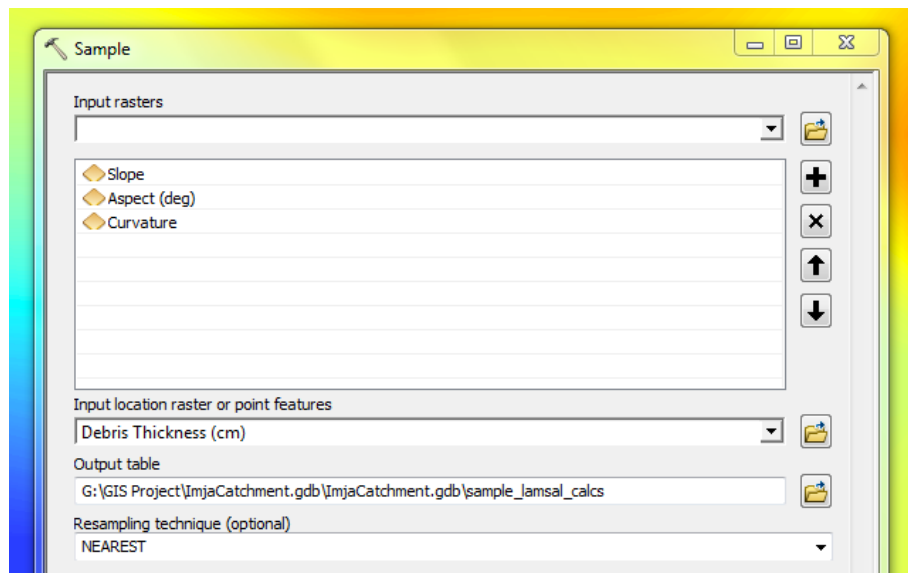 Sample
Input rasters
Slope
Aspect (deg)
Curvature
Input location raster or point features
Debris Thickness (cm)
Output table
G:\GIS Project\ImjaCatchment.gdb\ImjaCatchment.gdb\sample_lamsal_calcs
Resampling technique (optional)
NEAREST